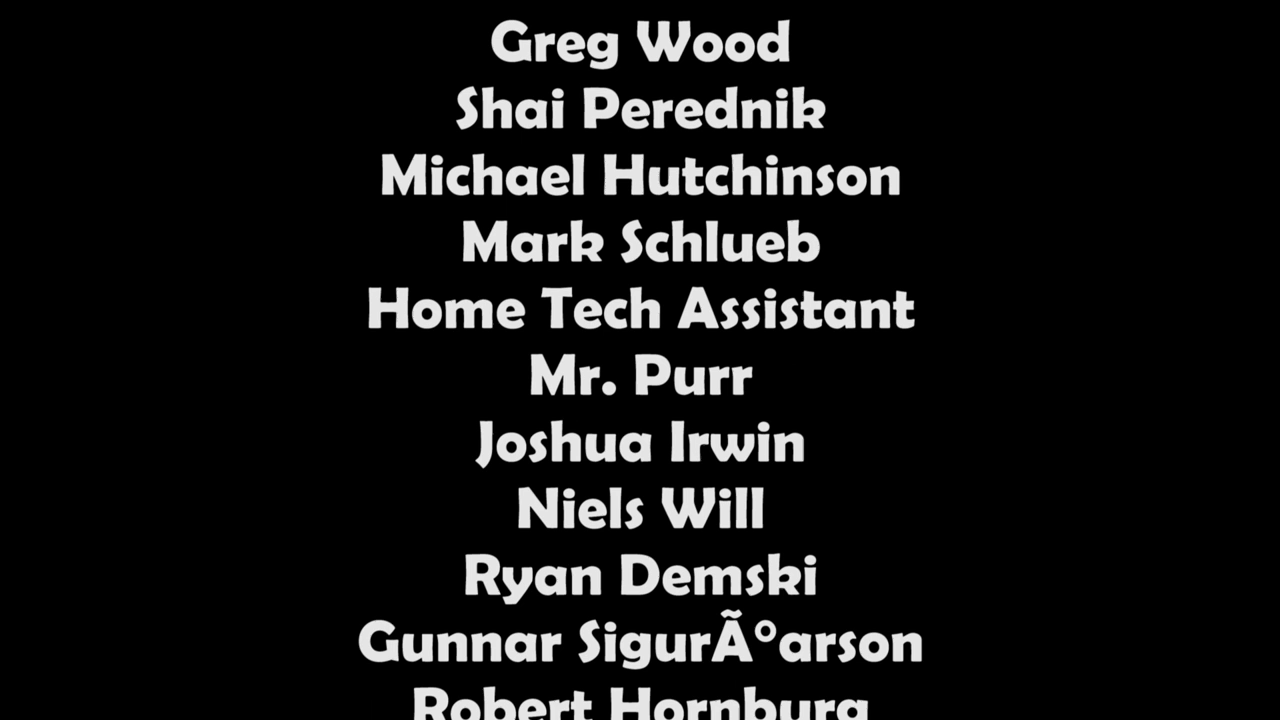 Greg Wood
Shai Perednik
Michael Hutchinson
Mark Schlueb
Home Tech Assistant
Mr. Purr
Joshua Irwin
Niels Will
Ryan Demski
Gunnar SigurÃ°arson
Robert Hornburg